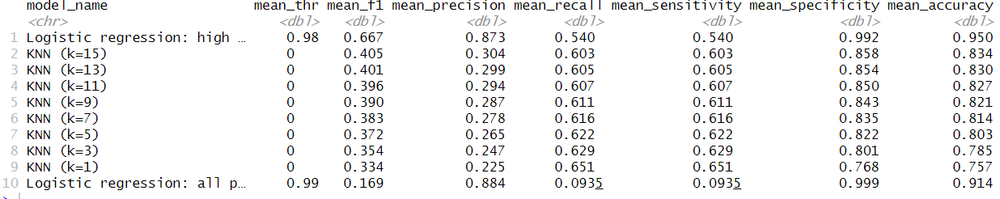 model_name mean_thr mean_f1 mean_precision mean_recall mean_sensitivity mean_specificity mean_accuracy
<chr> <dbl> <dbl> <dbl> <dbl> <dbl> <dbl> <dbl>
1 Logistic regression: high … 0.98 0.667 0.873 0.540 0.540 0.992 0.950
2 KNN (k=15) 0 0.405 0.304 0.603 0.603 0.858 0.834
3 KNN (k=13) 0 0.401 0.299 0.605 0.605 0.854 0.830
4 KNN (k=11) 0 0.396 0.294 0.607 0.607 0.850 0.827
5 KNN (k=9) 0 0.390 0.287 0.611 0.611 0.843 0.821
6 KNN (k=7) 0 0.383 0.278 0.616 0.616 0.835 0.814
7 KNN (k=5) 0 0.372 0.265 0.622 0.622 0.822 0.803
8 KNN (k=3) 0 0.354 0.247 0.629 0.629 0.801 0.785
9 KNN (k=1) 0 0.334 0.225 0.651 0.651 0.768 0.757
10 Logistic regression: all p… 0.99 0.169 0.884 0.0935 0.0935 0.999 0.914